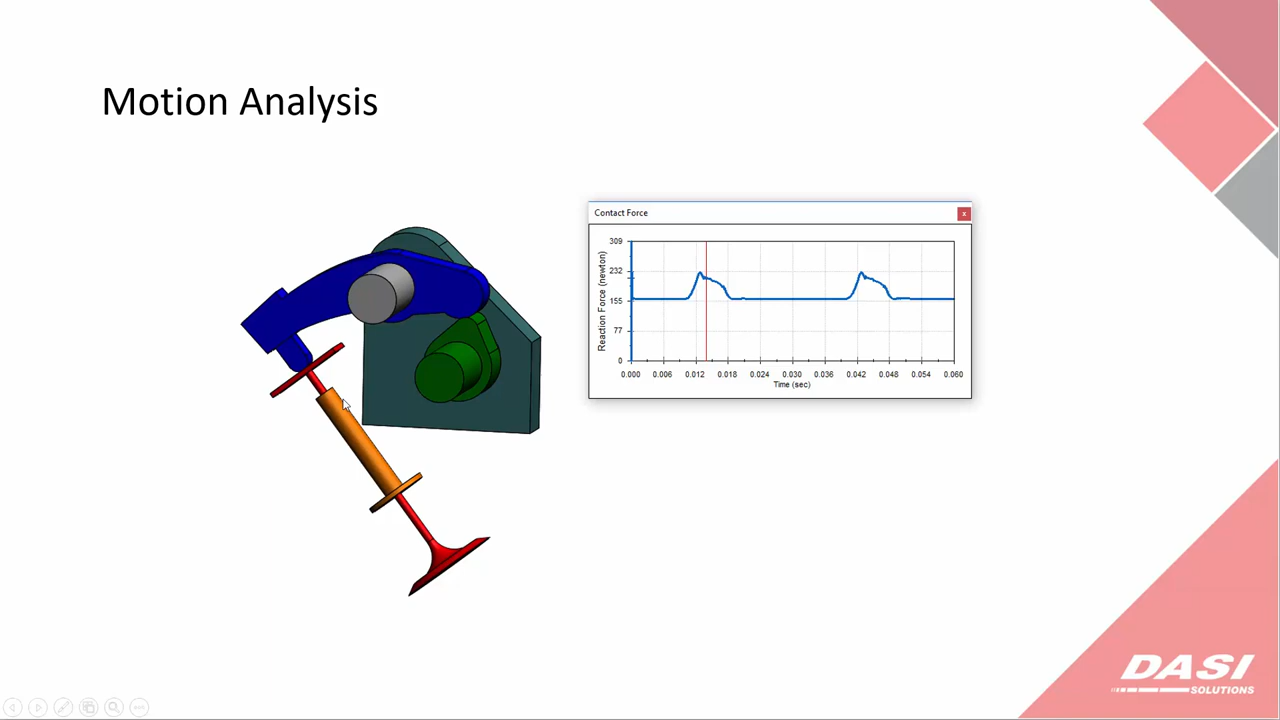 Motion Analysis
Contact Force
x
309
232
155
77
0
Reaction Force (newton)
0.000 0.006 0.012 0.018 0.024 0.030 0.036 0.042 0.048 0.054 0.060
Time (sec)
DASI
SOLUTIONS